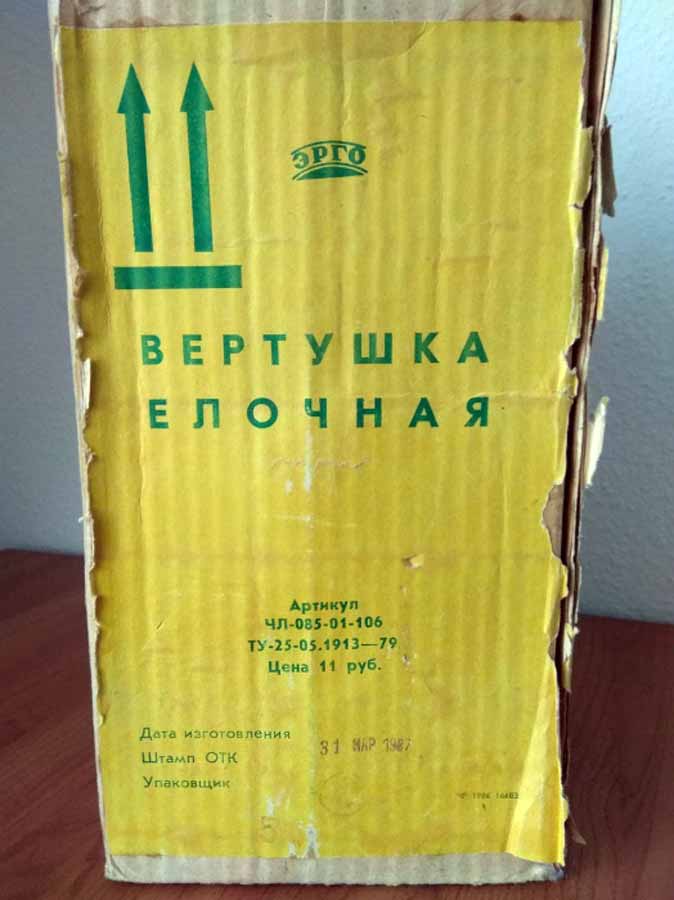 ЭРГО
ВЕРТУШКА
ЕЛОЧНАЯ
Артикул
ЧЛ-085-01-106
ТУ-25-05.1913—79
Цена 11 руб.
Дата изготовления
31 МАР 1987
Штамп ОТК
Упаковщик
5